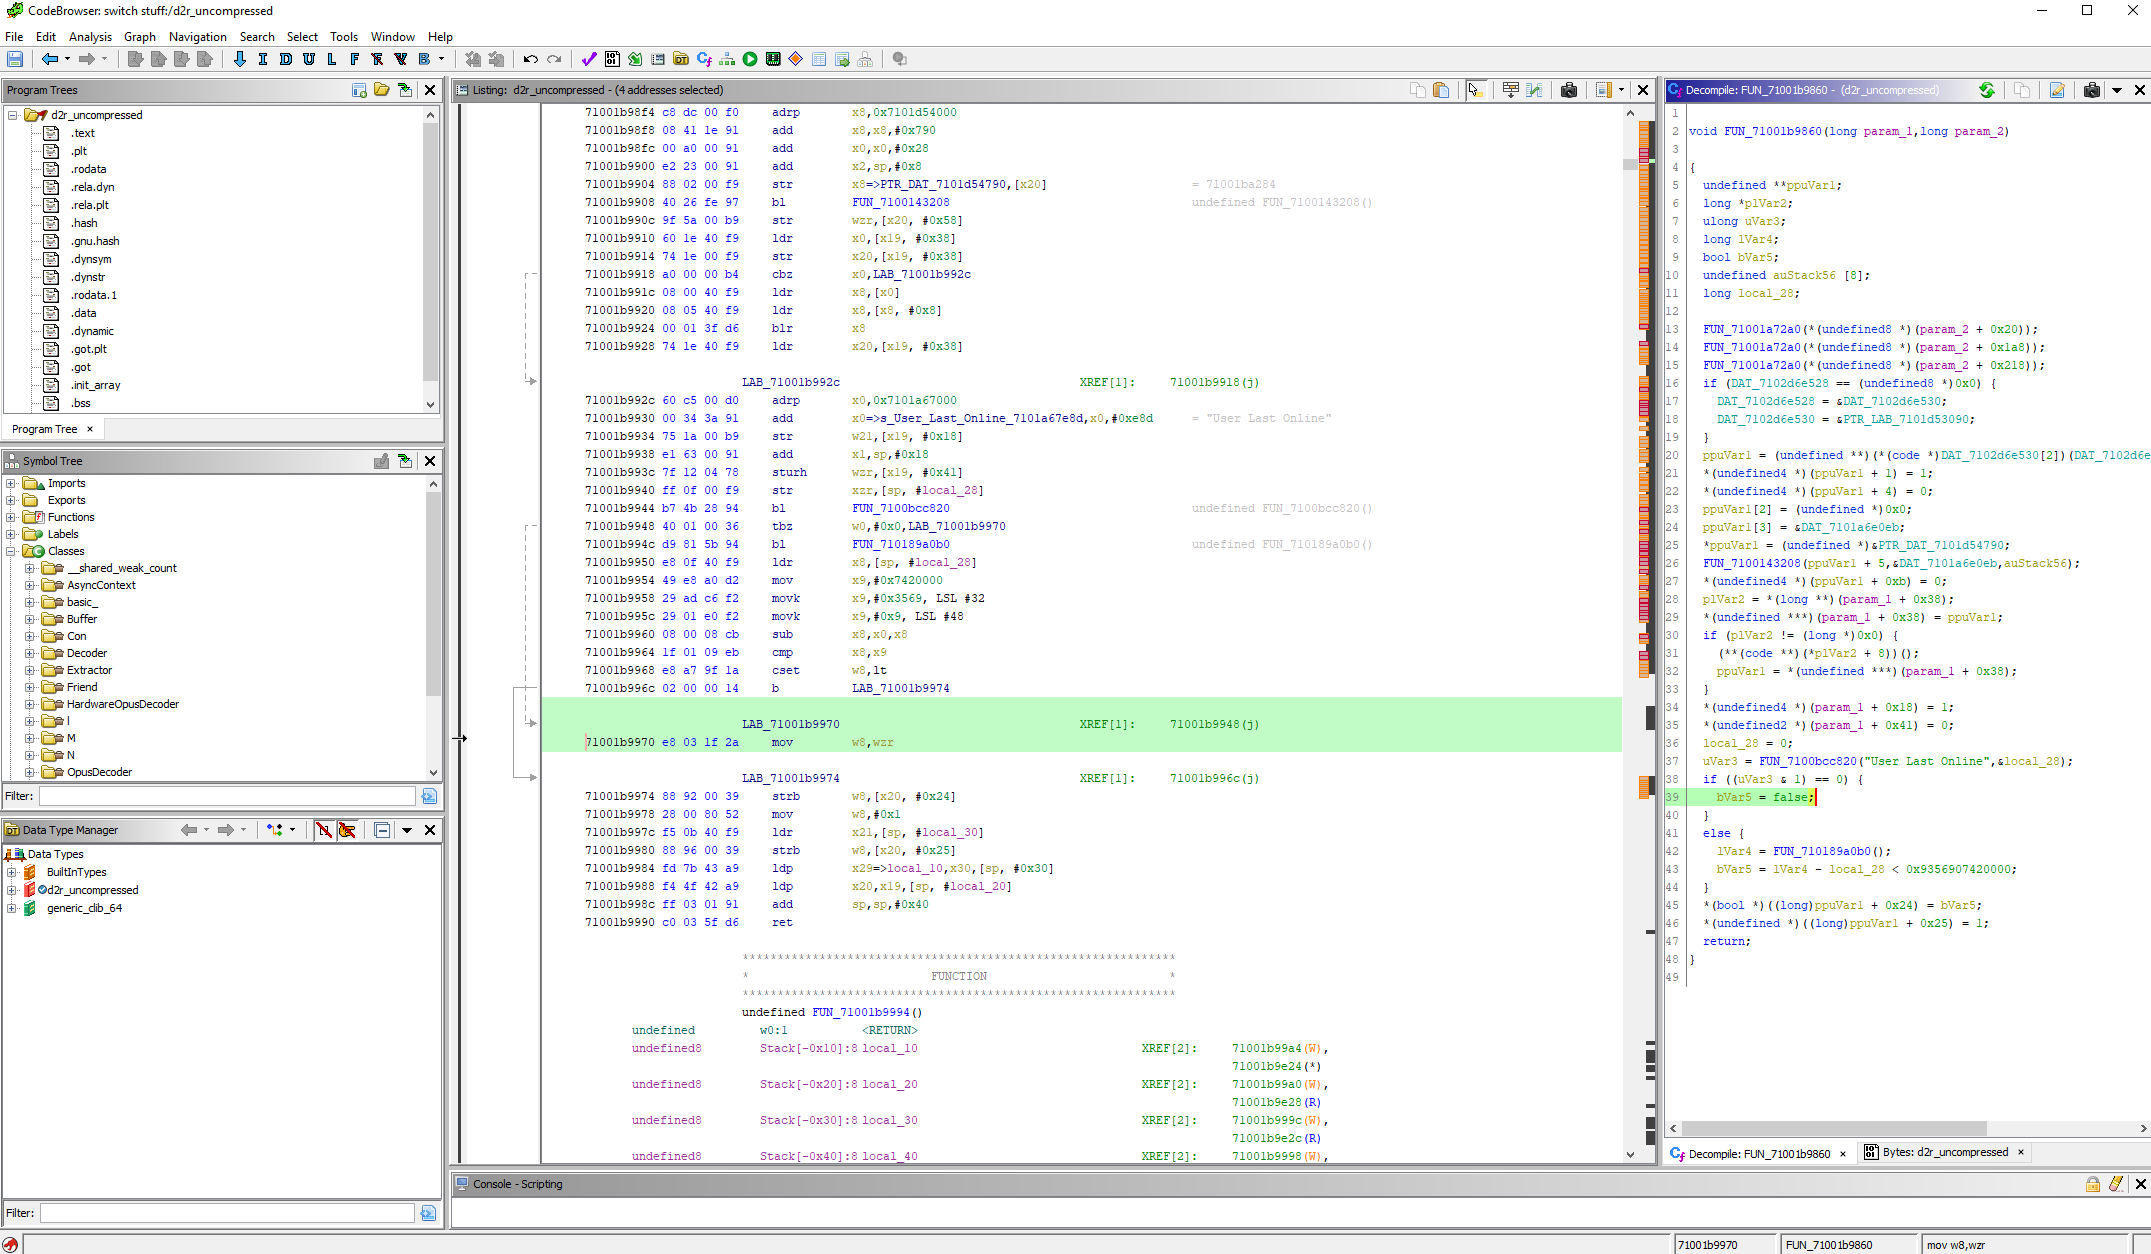 CodeBrowser: switch stuff:/d2r_uncompressed
File Edit Analysis Graph Navigation Search Select Tools Window Help
Program Trees
d2r_uncompressed
.text
.plt
.rodata
.rela.dyn
.rela.plt
.hash
.gnu.hash
.dynsym
.dynstr
.rodata.1
.data
.dynamic
.got.plt
.got
.init_array
.bss
Program Tree ×
Symbol Tree
Imports
Exports
Functions
Labels
Classes
__shared_weak_count
AsyncContext
basic_
Buffer
Con
Decoder
Extractor
Friend
HardwareOpusDecoder
I
M
N
OpusDecoder
Filter:
Data Type Manager
Data Types
BuiltInTypes
d2r_uncompressed
generic_clib_64
Filter:
Listing: d2r_uncompressed - (4 addresses selected)
71001b98f4 c8 dc 00 f0 adrp x8,0x7101d54000
71001b98f8 08 41 1e 91 add x8,x8,#0x790
71001b98fc 00 a0 00 91 add x0,x0,#0x28
71001b9900 e2 23 00 91 add x2,sp,#0x8
71001b9904 88 02 00 f9 str x8=>PTR_DAT_7101d54790,[x20] = 71001ba284
71001b9908 40 26 fe 97 bl FUN_7100143208 undefined FUN_7100143208()
71001b990c 9f 5a 00 b9 str wzr,[x20, #0x58]
71001b9910 60 1e 40 f9 ldr x0,[x19, #0x38]
71001b9914 74 1e 00 f9 str x20,[x19, #0x38]
71001b9918 a0 00 00 b4 cbz x0,LAB_71001b992c
71001b991c 08 00 40 f9 ldr x8,[x0]
71001b9920 08 05 40 f9 ldr x8,[x8, #0x8]
71001b9924 00 01 3f d6 blr x8
71001b9928 74 1e 40 f9 ldr x20,[x19, #0x38]
LAB_71001b992c XREF[1]: 71001b9918(j)
71001b992c 60 c5 00 d0 adrp x0,0x7101a67000
71001b9930 00 34 3a 91 add x0=>s_User_Last_Online_7101a67e8d,x0,#0xe8d = "User Last Online"
71001b9934 75 1a 00 b9 str w21,[x19, #0x18]
71001b9938 e1 63 00 91 add x1,sp,#0x18
71001b993c 7f 12 04 78 sturh wzr,[x19, #0x41]
71001b9940 ff 0f 00 f9 str xzr,[sp, #local_28]
71001b9944 b7 4b 28 94 bl FUN_7100bcc820 undefined FUN_7100bcc820()
71001b9948 40 01 00 36 tbz w0,#0x0,LAB_71001b9970
71001b994c d9 81 5b 94 bl FUN_710189a0b0 undefined FUN_710189a0b0()
71001b9950 e8 0f 40 f9 ldr x8,[sp, #local_28]
71001b9954 49 e8 a0 d2 mov x9,#0x7420000
71001b9958 29 ad c6 f2 movk x9,#0x3569, LSL #32
71001b995c 29 01 e0 f2 movk x9,#0x9, LSL #48
71001b9960 08 00 08 cb sub x8,x0,x8
71001b9964 1f 01 09 eb cmp x8,x9
71001b9968 e8 a7 9f 1a cset w8,lt
71001b996c 02 00 00 14 b LAB_71001b9974
LAB_71001b9970 XREF[1]: 71001b9948(j)
71001b9970 e8 03 1f 2a mov w8,wzr
LAB_71001b9974 XREF[1]: 71001b996c(j)
71001b9974 88 92 00 39 strb w8,[x20, #0x24]
71001b9978 28 00 80 52 mov w8,#0x1
71001b997c f5 0b 40 f9 ldr x21,[sp, #local_30]
71001b9980 88 96 00 39 strb w8,[x20, #0x25]
71001b9984 fd 7b 43 a9 ldp x29=>local_10,x30,[sp, #0x30]
71001b9988 f4 4f 42 a9 ldp x20,x19,[sp, #local_20]
71001b998c ff 03 01 91 add sp,sp,#0x40
71001b9990 c0 03 5f d6 ret
**************************************************************
* FUNCTION *
**************************************************************
undefined FUN_71001b9994()
undefined w0:1 <RETURN>
undefined8 Stack[-0x10]:8 local_10 XREF[2]: 71001b99a4(W),
71001b9e24(*)
undefined8 Stack[-0x20]:8 local_20 XREF[2]: 71001b99a0(W),
71001b9e28(R)
undefined8 Stack[-0x30]:8 local_30 XREF[2]: 71001b999c(W),
71001b9e2c(R)
undefined8 Stack[-0x40]:8 local_40 XREF[2]: 71001b9998(W),
Decompile: FUN_71001b9860 - (d2r_uncompressed)
1
2 void FUN_71001b9860(long param_1,long param_2)
3
4 {
5 undefined **ppuVar1;
6 long *plVar2;
7 ulong uVar3;
8 long lVar4;
9 bool bVar5;
10 undefined auStack56 [8];
11 long local_28;
12
13 FUN_71001a72a0(*(undefined8 *)(param_2 + 0x20));
14 FUN_71001a72a0(*(undefined8 *)(param_2 + 0x1a8));
15 FUN_71001a72a0(*(undefined8 *)(param_2 + 0x218));
16 if (DAT_7102d6e528 == (undefined8 *)0x0) {
17 DAT_7102d6e528 = &DAT_7102d6e530;
18 DAT_7102d6e530 = &PTR_LAB_7101d53090;
19 }
20 ppuVar1 = (undefined **)(*(code *)DAT_7102d6e530[2])(DAT_7102d6e
21 *(undefined4 *)(ppuVar1 + 1) = 1;
22 *(undefined4 *)(ppuVar1 + 4) = 0;
23 ppuVar1[2] = (undefined *)0x0;
24 ppuVar1[3] = &DAT_7101a6e0eb;
25 *ppuVar1 = (undefined *)&PTR_DAT_7101d54790;
26 FUN_7100143208(ppuVar1 + 5,&DAT_7101a6e0eb,auStack56);
27 *(undefined4 *)(ppuVar1 + 0xb) = 0;
28 plVar2 = *(long **)(param_1 + 0x38);
29 *(undefined ***)(param_1 + 0x38) = ppuVar1;
30 if (plVar2 != (long *)0x0) {
31 (**(code **)(*plVar2 + 8))();
32 ppuVar1 = *(undefined ***)(param_1 + 0x38);
33 }
34 *(undefined4 *)(param_1 + 0x18) = 1;
35 *(undefined2 *)(param_1 + 0x41) = 0;
36 local_28 = 0;
37 uVar3 = FUN_7100bcc820("User Last Online",&local_28);
38 if ((uVar3 & 1) == 0) {
39 bVar5 = false;
40 }
41 else {
42 lVar4 = FUN_710189a0b0();
43 bVar5 = lVar4 - local_28 < 0x9356907420000;
44 }
45 *(bool *)((long)ppuVar1 + 0x24) = bVar5;
46 *(undefined *)((long)ppuVar1 + 0x25) = 1;
47 return;
48 }
49
Decompile: FUN_71001b9860 × Bytes: d2r_uncompressed ×
Console - Scripting
71001b9970 FUN_71001b9860 mov w8,wzr